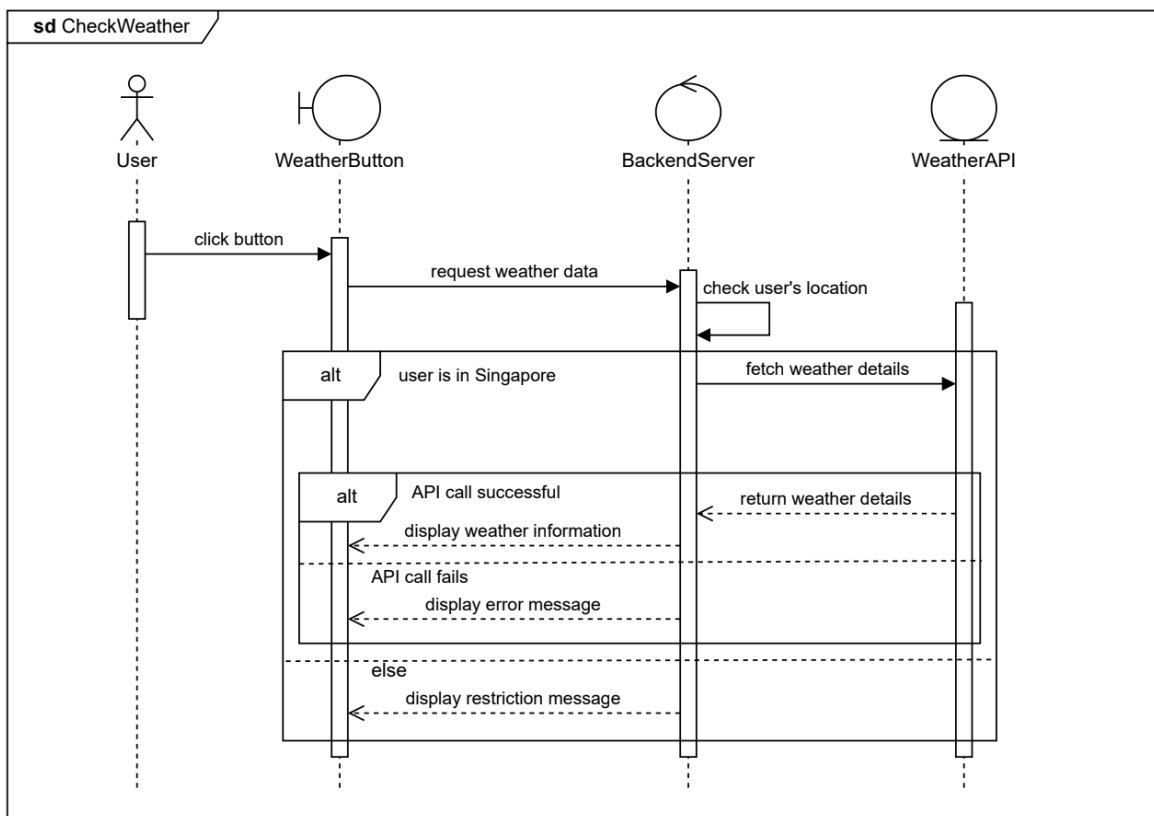 sd CheckWeather
User
WeatherButton
BackendServer
WeatherAPI
click button
request weather data
check user's location
alt
user is in Singapore
fetch weather details
alt
API call successful
return weather details
display weather information
API call fails
display error message
else
display restriction message